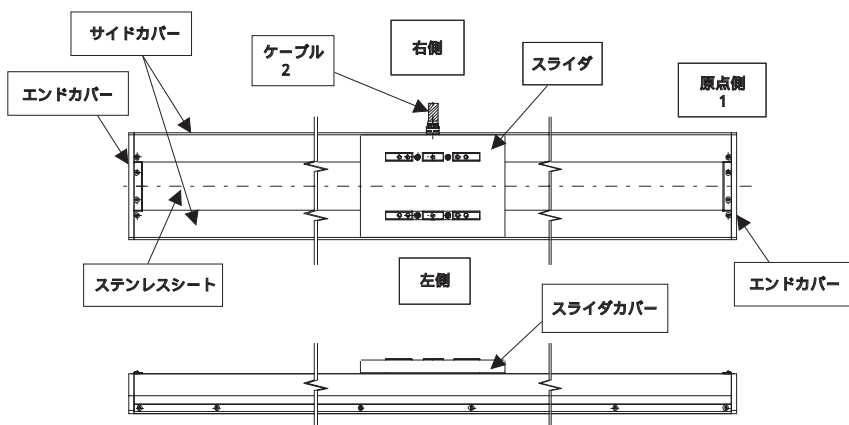 サイドカバー
ケーブル
2
右側
スライダ
原点側
1
エンドカバー
ステンレスシート
左側
エンドカバー
スライダカバー